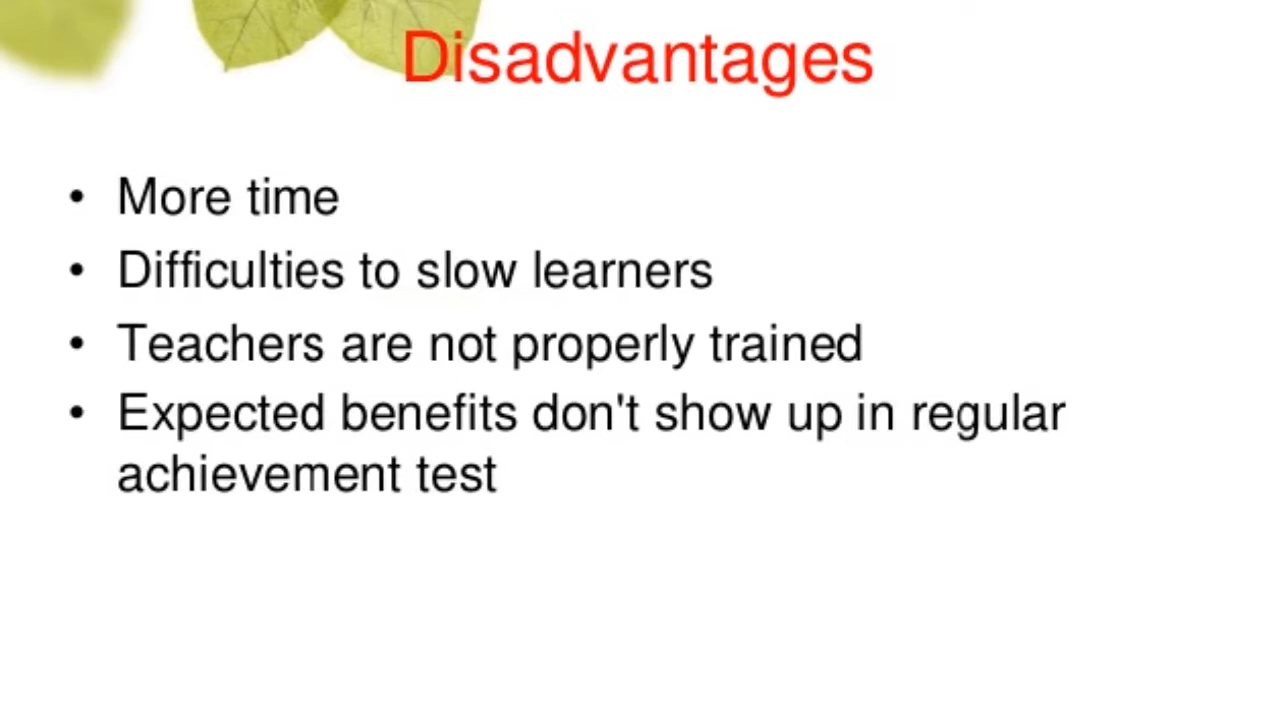 Disadvantages
• More time
• Difficulties to slow learners
• Teachers are not properly trained
• Expected benefits don't show up in regular
achievement test